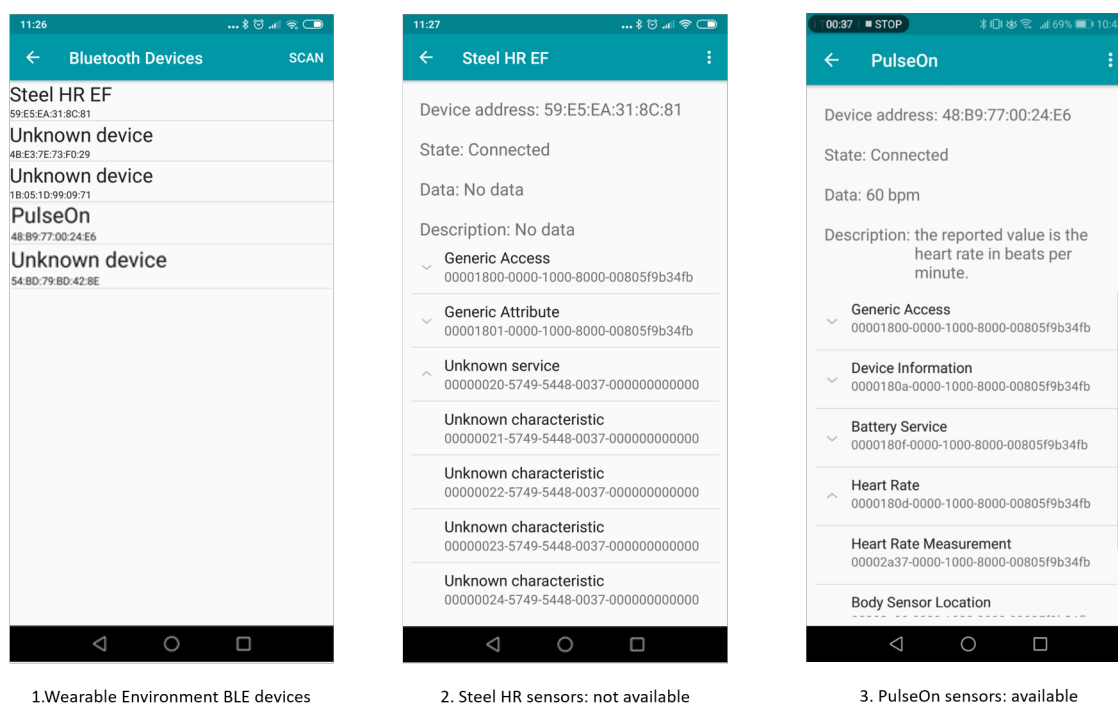 11:26
Bluetooth Devices SCAN
Steel HR EF
59:E5:EA:31:8C:81
Unknown device
4B:E3:7E:73:F0:29
Unknown device
1B:05:1D:99:09:71
PulseOn
48:B9:77:00:24:E6
Unknown device
54:BD:79:BD:42:8E
1.Wearable Environment BLE devices
11:27
Steel HR EF
Device address: 59:E5:EA:31:8C:81
State: Connected
Data: No data
Description: No data
Generic Access
00001800-0000-1000-8000-00805f9b34fb
Generic Attribute
00001801-0000-1000-8000-00805f9b34fb
Unknown service
00000020-5749-5448-0037-000000000000
Unknown characteristic
00000021-5749-5448-0037-000000000000
Unknown characteristic
00000022-5749-5448-0037-000000000000
Unknown characteristic
00000023-5749-5448-0037-000000000000
Unknown characteristic
00000024-5749-5448-0037-000000000000
2. Steel HR sensors: not available
00:37 STOP 69% 10:4
PulseOn
Device address: 48:B9:77:00:24:E6
State: Connected
Data: 60 bpm
Description: the reported value is the
heart rate in beats per
minute.
Generic Access
00001800-0000-1000-8000-00805f9b34fb
Device Information
0000180a-0000-1000-8000-00805f9b34fb
Battery Service
0000180f-0000-1000-8000-00805f9b34fb
Heart Rate
0000180d-0000-1000-8000-00805f9b34fb
Heart Rate Measurement
00002a37-0000-1000-8000-00805f9b34fb
Body Sensor Location
3. PulseOn sensors: available